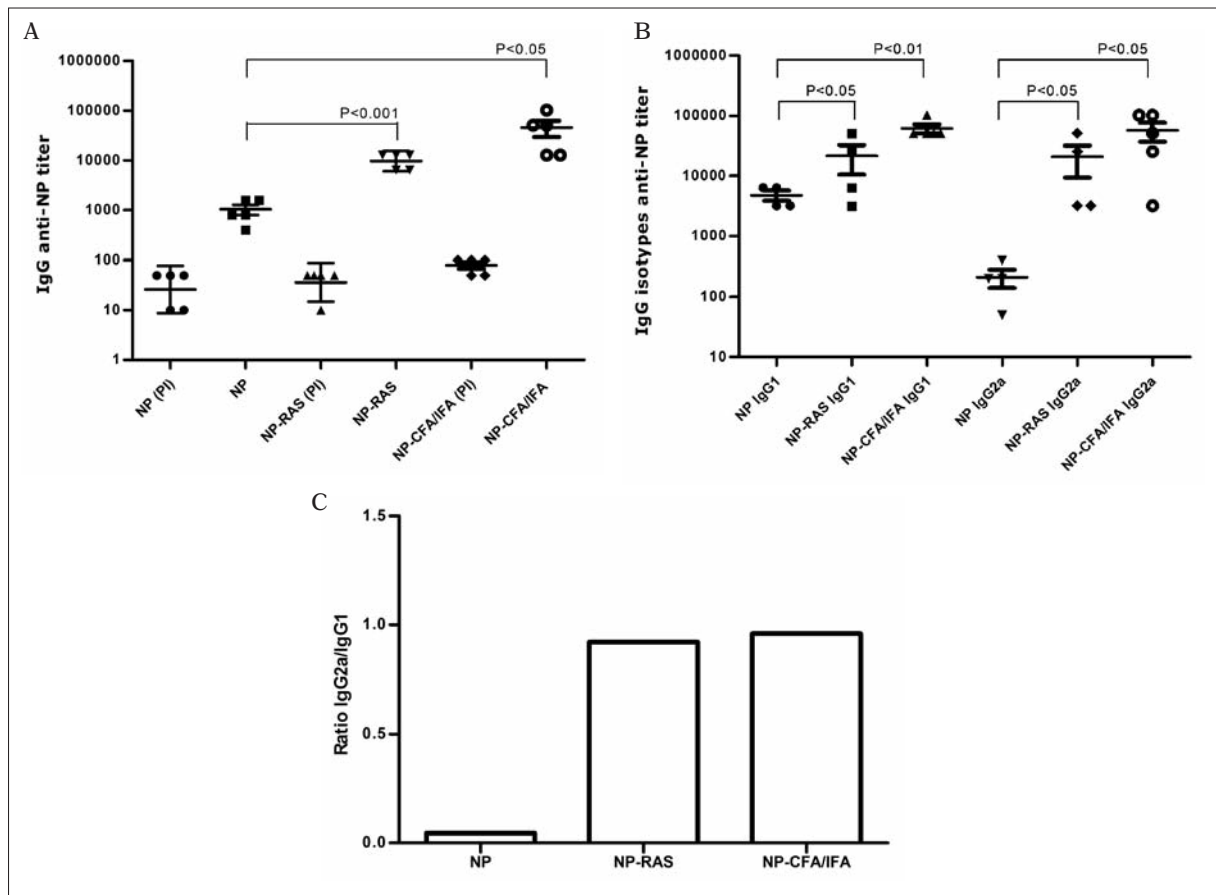 A
P<0.05
P<0.001
IgG anti-NP titer
1000000
100000
10000
1000
100
10
1
NP (PI)
NP
NP-RAS (PI)
NP-RAS
NP-CFA/IFA (PI)
NP-CFA/IFA
B
P<0.01
P<0.05
P<0.05
P<0.05
IgG isotypes anti-NP titer
1000000
100000
10000
1000
100
10
NP IgG1
NP-RAS IgG1
NP-CFA/IFA IgG1
NP IgG2a
NP-RAS IgG2a
NP-CFA/IFA IgG2a
C
Ratio IgG2a/IgG1
1.5
1.0
0.5
0.0
NP
NP-RAS
NP-CFA/IFA